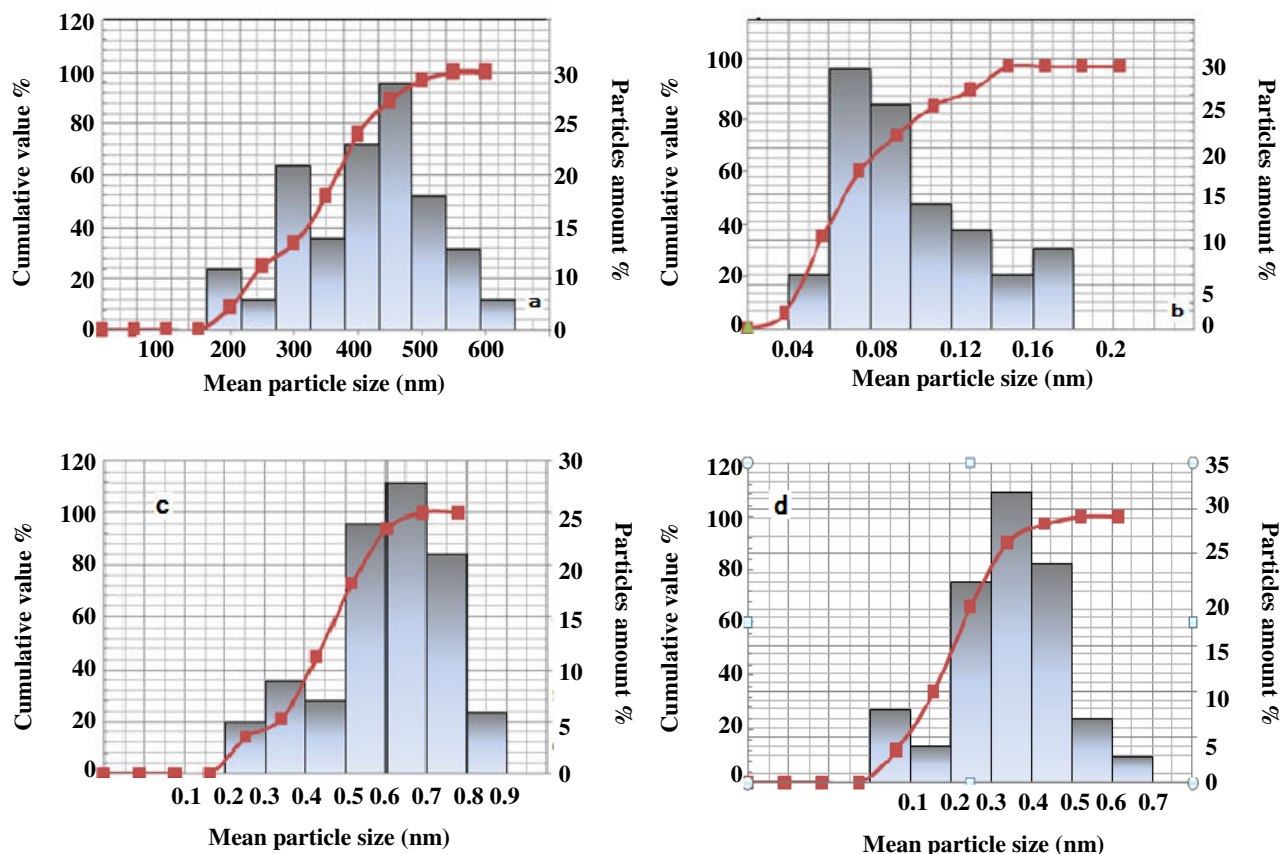 120
100
80
60
40
20
0
Cumulative value %
30
25
20
15
10
5
0
Particles amount %
a
100 200 300 400 500 600
Mean particle size (nm)
100
80
60
40
20
0
Cumulative value %
30
25
20
15
10
5
0
Particles amount %
b
0.04 0.08 0.12 0.16 0.2
Mean particle size (nm)
120
100
80
60
40
20
0
Cumulative value %
30
25
20
15
10
5
0
Particles amount %
c
0.1 0.2 0.3 0.4 0.5 0.6 0.7 0.8 0.9
Mean particle size (nm)
120
100
80
60
40
20
0
Cumulative value %
35
30
25
20
15
10
5
0
Particles amount %
d
0.1 0.2 0.3 0.4 0.5 0.6 0.7
Mean particle size (nm)